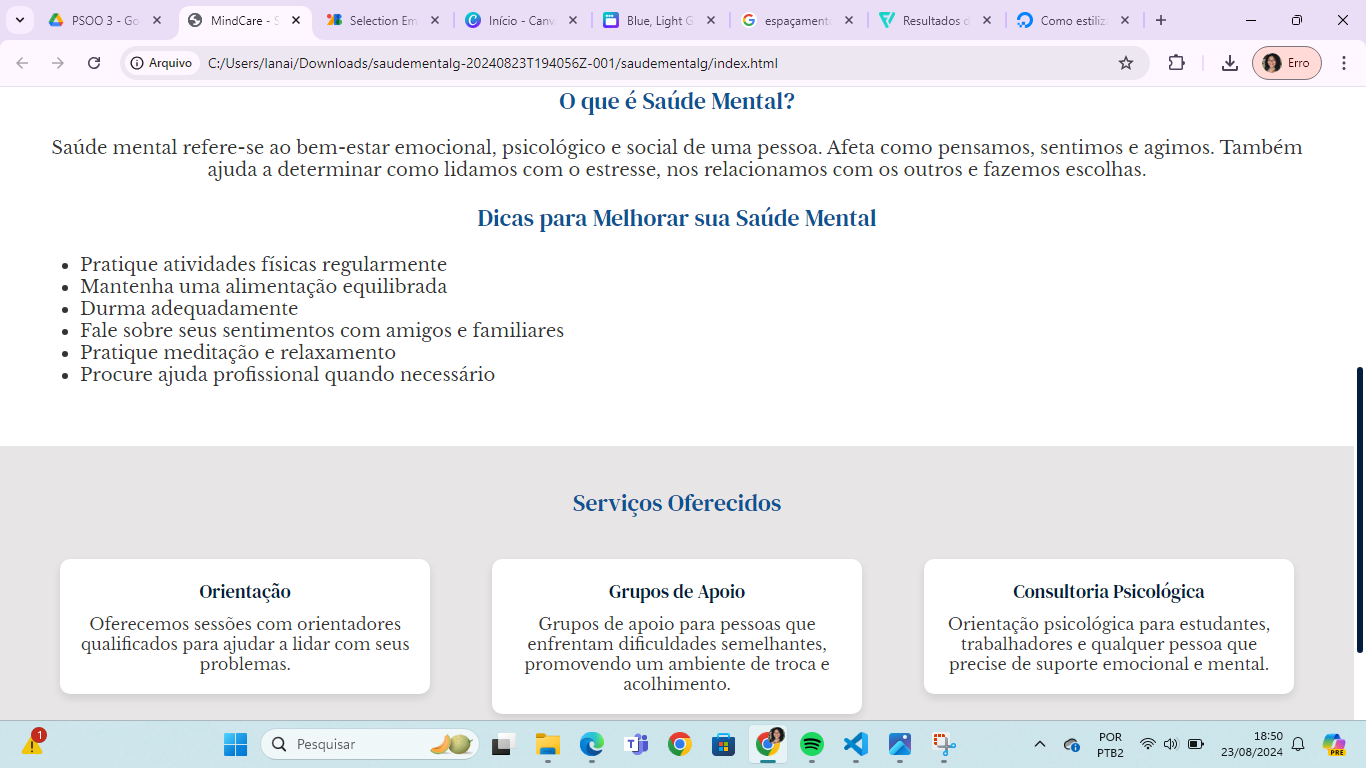 PSOO 3 - Go
MindCare - S
Selection Em
Início - Canv
Blue, Light G
espaçament
Resultados d
Como estiliz
Arquivo
C:/Users/lanai/Downloads/saudementalg-20240823T194056Z-001/saudementalg/index.html
Erro
O que é Saúde Mental?
Saúde mental refere-se ao bem-estar emocional, psicológico e social de uma pessoa. Afeta como pensamos, sentimos e agimos. Também
ajuda a determinar como lidamos com o estresse, nos relacionamos com os outros e fazemos escolhas.
Dicas para Melhorar sua Saúde Mental
• Pratique atividades físicas regularmente
• Mantenha uma alimentação equilibrada
• Durma adequadamente
• Fale sobre seus sentimentos com amigos e familiares
• Pratique meditação e relaxamento
• Procure ajuda profissional quando necessário
Serviços Oferecidos
Orientação
Oferecemos sessões com orientadores
qualificados para ajudar a lidar com seus
problemas.
Grupos de Apoio
Grupos de apoio para pessoas que
enfrentam dificuldades semelhantes,
promovendo um ambiente de troca e
acolhimento.
Consultoria Psicológica
Orientação psicológica para estudantes,
trabalhadores e qualquer pessoa que
precise de suporte emocional e mental.
1
Pesquisar
POR
PTB2
18:50
23/08/2024
PRE